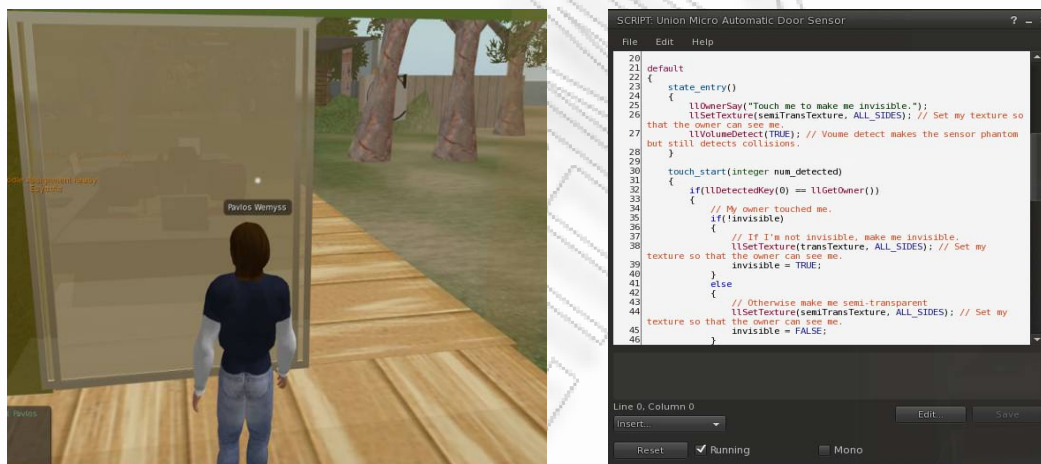 Pavlos Wemyss
Pavlos
SCRIPT: Union Micro Automatic Door Sensor
? _
File Edit Help
20
21 default
22 {
23 state_entry()
24 {
25 llOwnerSay("Touch me to make me invisible.");
26 llSetTexture(semiTransTexture, ALL_SIDES); // Set my texture so
that the owner can see me.
27 llVolumeDetect(TRUE); // Voume detect makes the sensor phantom
but still detects collisions.
28 }
29
30 touch_start(integer num_detected)
31 {
32 if(llDetectedKey(0) == llGetOwner())
33 {
34 // My owner touched me.
35 if(!invisible)
36 {
37 // If I'm not invisible, make me invisible.
38 llSetTexture(transTexture, ALL_SIDES); // Set my
texture so that the owner can see me.
39 invisible = TRUE;
40 }
41 else
42 {
43 // Otherwise make me semi-transparent
44 llSetTexture(semiTransTexture, ALL_SIDES); // Set my
texture so that the owner can see me.
45 invisible = FALSE;
46 }
Line 0, Column 0
Insert...
Edit... Save
Reset Running Mono